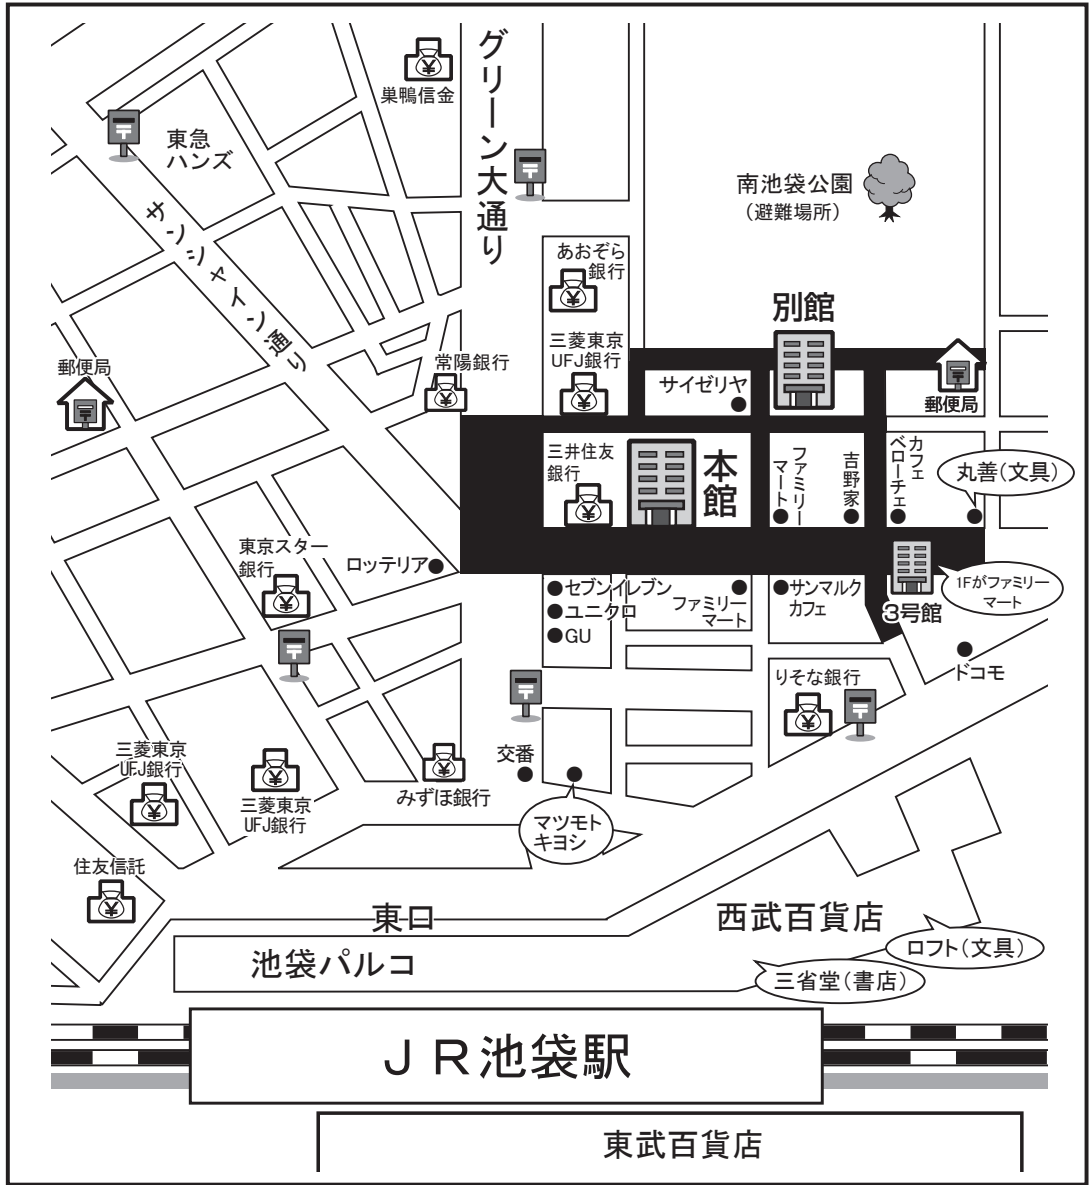 グリーン大通り
巣鴨信金
東急
ハンズ
サンシャイン通り
南池袋公園
（避難場所）
あおぞら
銀行
別館
三菱東京
UFJ銀行
常陽銀行
郵便局
サイゼリヤ
郵便局
三井住友
銀行
本館
ファミリー
マート
吉野家
カフェ
ベローチェ
丸善（文具）
東京スター
銀行
ロッテリア
セブンイレブン
ユニクロ
GU
ファミリー
マート
サンマルク
カフェ
3号館
1Fがファミリー
マート
ドコモ
りそな銀行
三菱東京
UFJ銀行
三菱東京
UFJ銀行
みずほ銀行
交番
マツモト
キヨシ
住友信託
東口
西武百貨店
池袋パルコ
ロフト（文具）
三省堂（書店）
ＪＲ池袋駅
東武百貨店